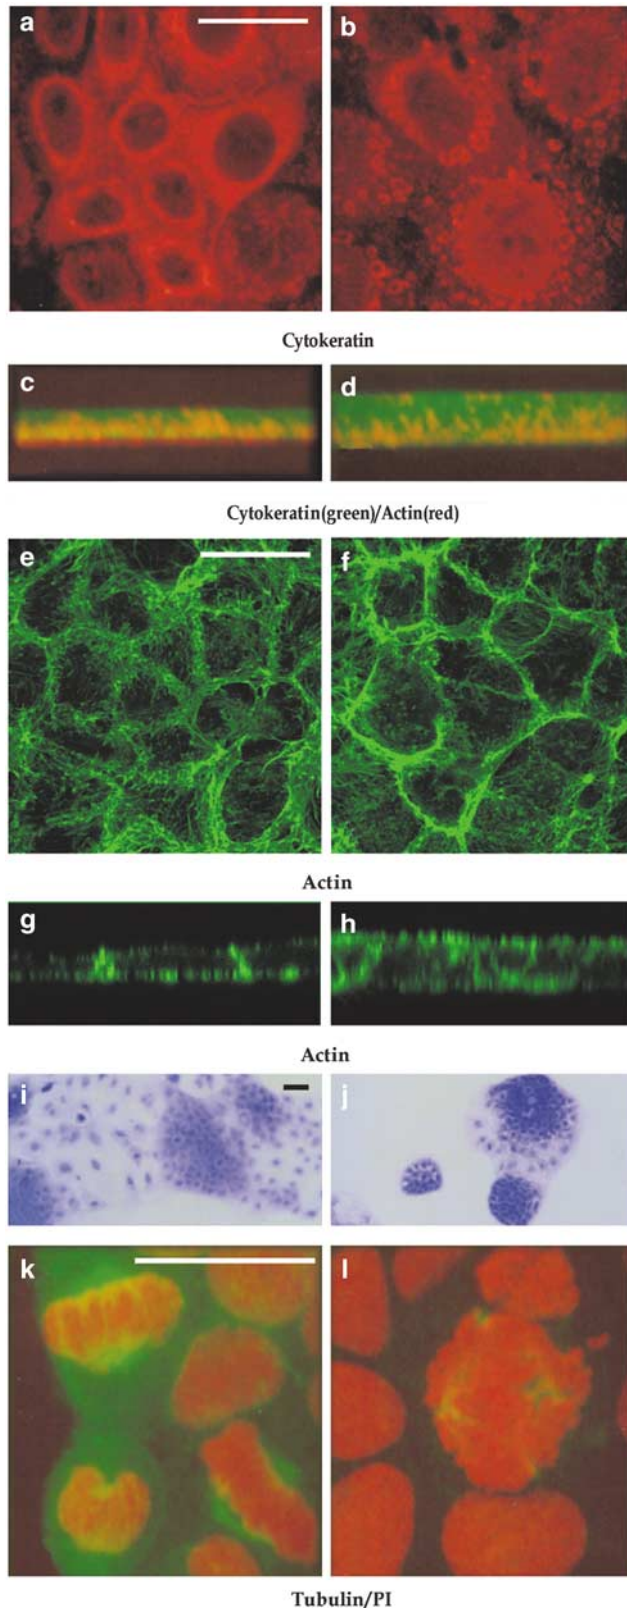 a b
Cytokeratin
c d
Cytokeratin(green)/Actin(red)
e f
Actin
g h
Actin
i j
k l
Tubulin/PI